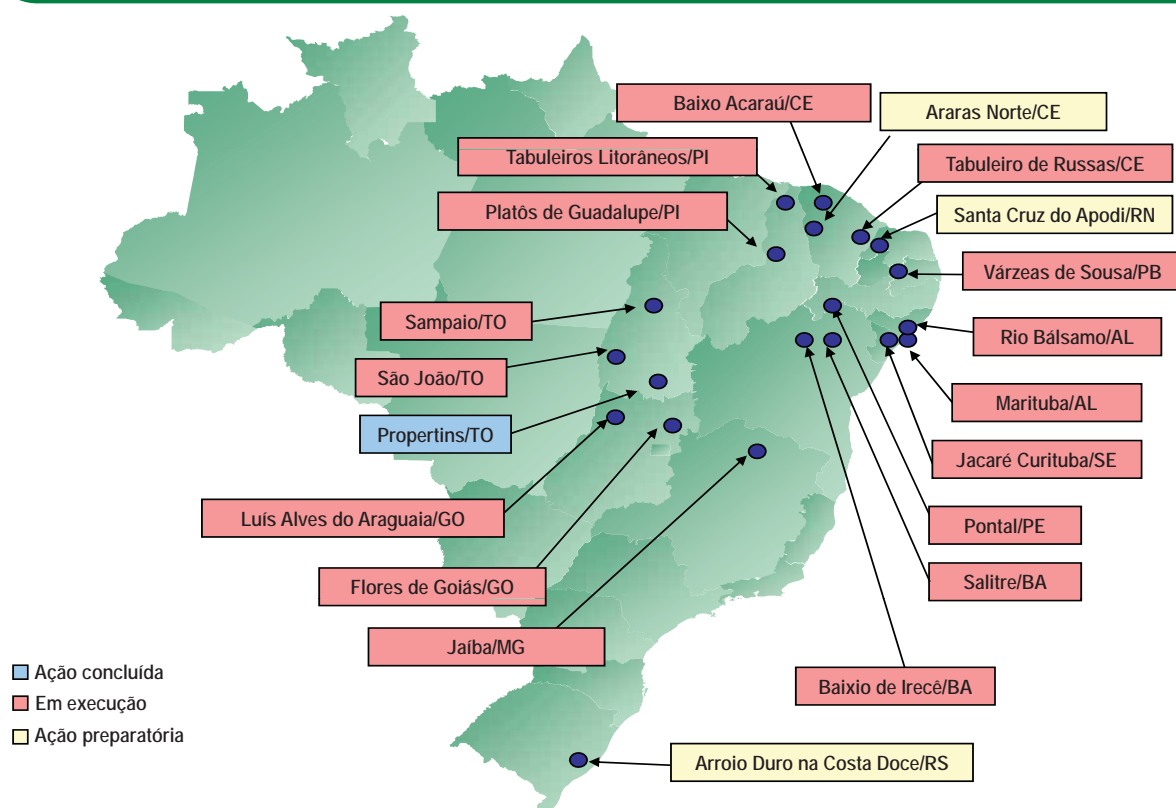 Baixo Acaraú/CE
Araras Norte/CE
Tabuleiros Litorâneos/PI
Tabuleiro de Russas/CE
Platôs de Guadalupe/PI
Santa Cruz do Apodi/RN
Várzeas de Sousa/PB
Sampaio/TO
Rio Bálsamo/AL
São João/TO
Marituba/AL
Propertins/TO
Jacaré Curituba/SE
Luís Alves do Araguaia/GO
Pontal/PE
Flores de Goiás/GO
Salitre/BA
Jaíba/MG
Baixio de Irecê/BA
Ação concluída
Em execução
Ação preparatória
Arroio Duro na Costa Doce/RS